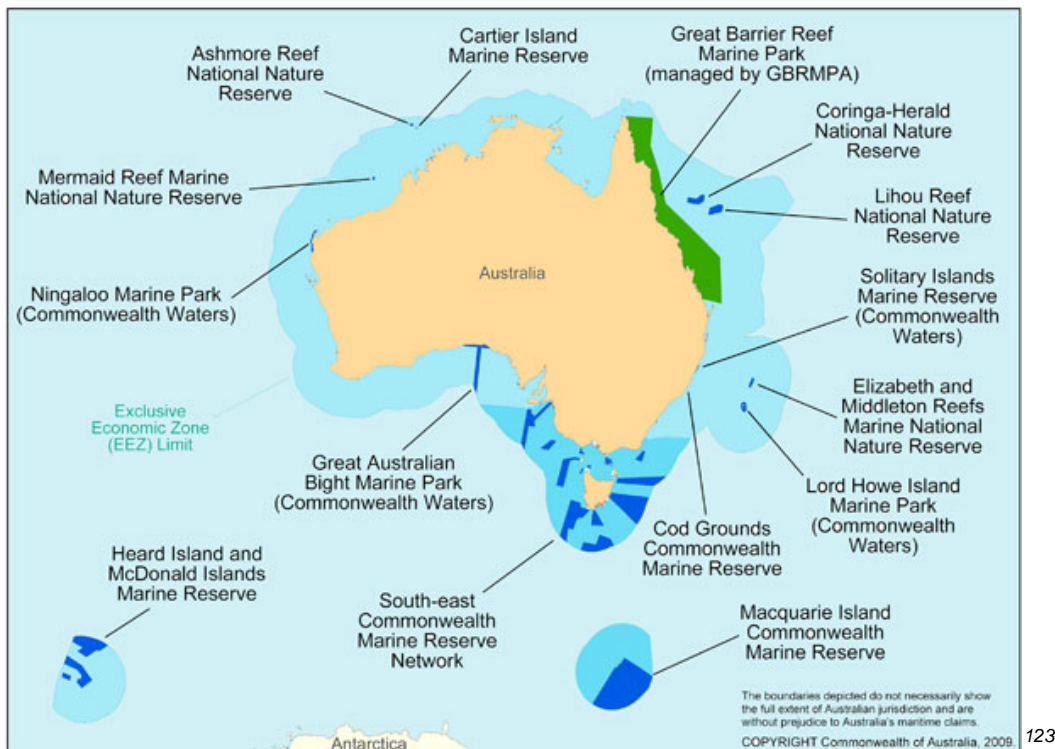 Cartier Island
Marine Reserve
Great Barrier Reef
Marine Park
(managed by GBRMPA)
Ashmore Reef
National Nature
Reserve
Coringa-Herald
National Nature
Reserve
Mermaid Reef Marine
National Nature Reserve
Lihou Reef
National Nature
Reserve
Australia
Ningaloo Marine Park
(Commonwealth Waters)
Solitary Islands
Marine Reserve
(Commonwealth
Waters)
Exclusive
Economic Zone
(EEZ) Limit
Elizabeth and
Middleton Reefs
Marine National
Nature Reserve
Great Australian
Bight Marine Park
(Commonwealth Waters)
Lord Howe Island
Marine Park
(Commonwealth
Waters)
Cod Grounds
Commonwealth
Marine Reserve
Heard Island and
McDonald Islands
Marine Reserve
South-east
Commonwealth
Marine Reserve
Network
Macquarie Island
Commonwealth
Marine Reserve
The boundaries depicted do not necessarily show
the full extent of Australian jurisdiction and are
without prejudice to Australia's maritime claims.
COPYRIGHT Commonwealth of Australia, 2009.
Antarctica
123